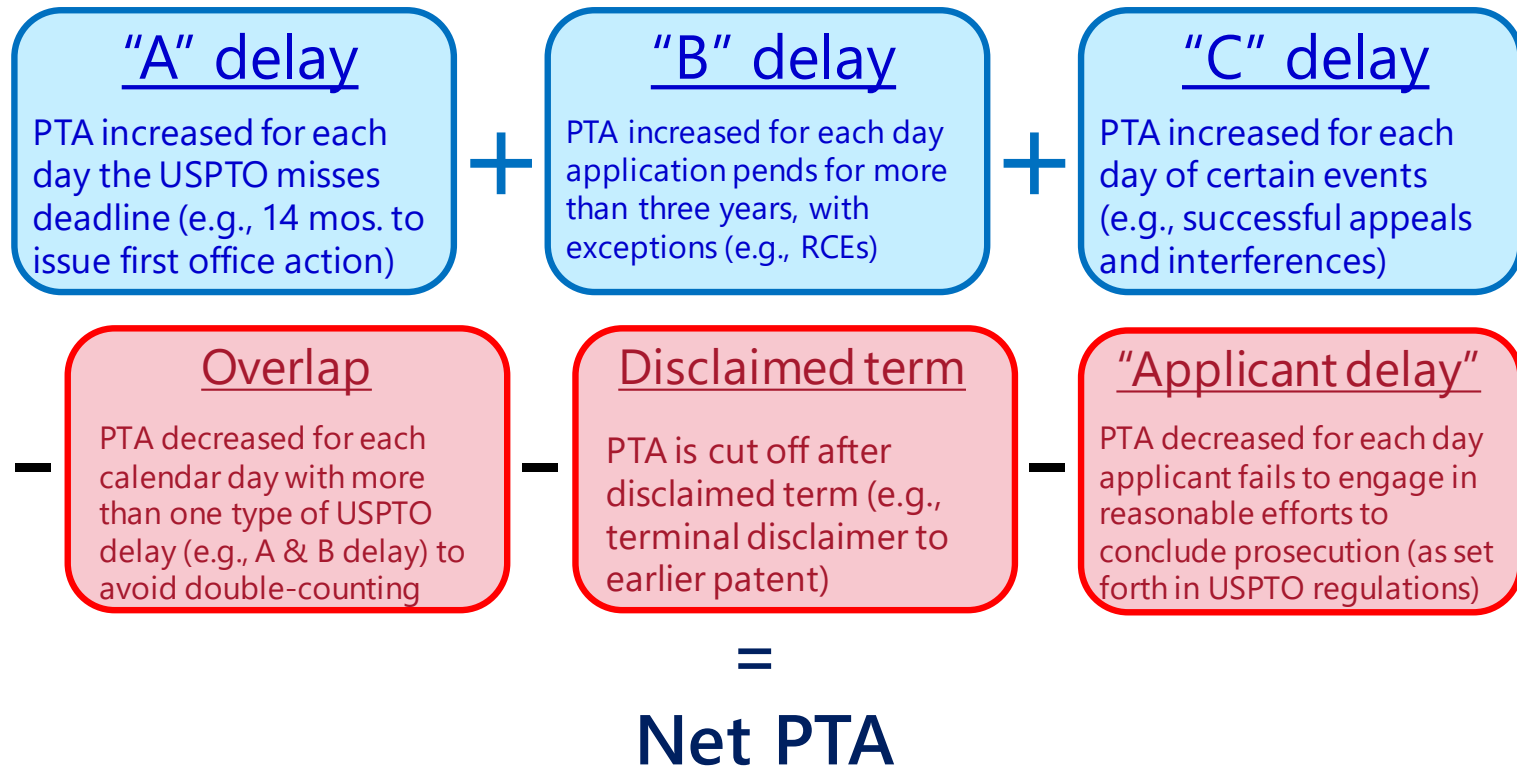 “A” delay
PTA increased for each
day the USPTO misses
deadline (e.g., 14 mos. to
issue first office action)
+
“B” delay
PTA increased for each day
application pends for more
than three years, with
exceptions (e.g., RCEs)
+
“C” delay
PTA increased for each
day of certain events
(e.g., successful appeals
and interferences)
-
Overlap
PTA decreased for each
calendar day with more
than one type of USPTO
delay (e.g., A & B delay) to
avoid double-counting
-
Disclaimed term
PTA is cut off after
disclaimed term (e.g.,
terminal disclaimer to
earlier patent)
-
“Applicant delay”
PTA decreased for each day
applicant fails to engage in
reasonable efforts to
conclude prosecution (as set
forth in USPTO regulations)
=
Net PTA